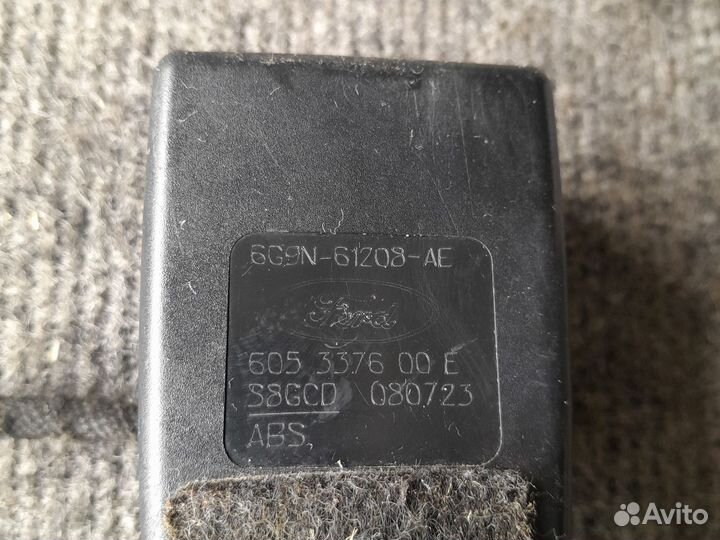 6G9N-61208-AE
Ford
605 3376 00 E
S8GCD 080723
ABS
Avito